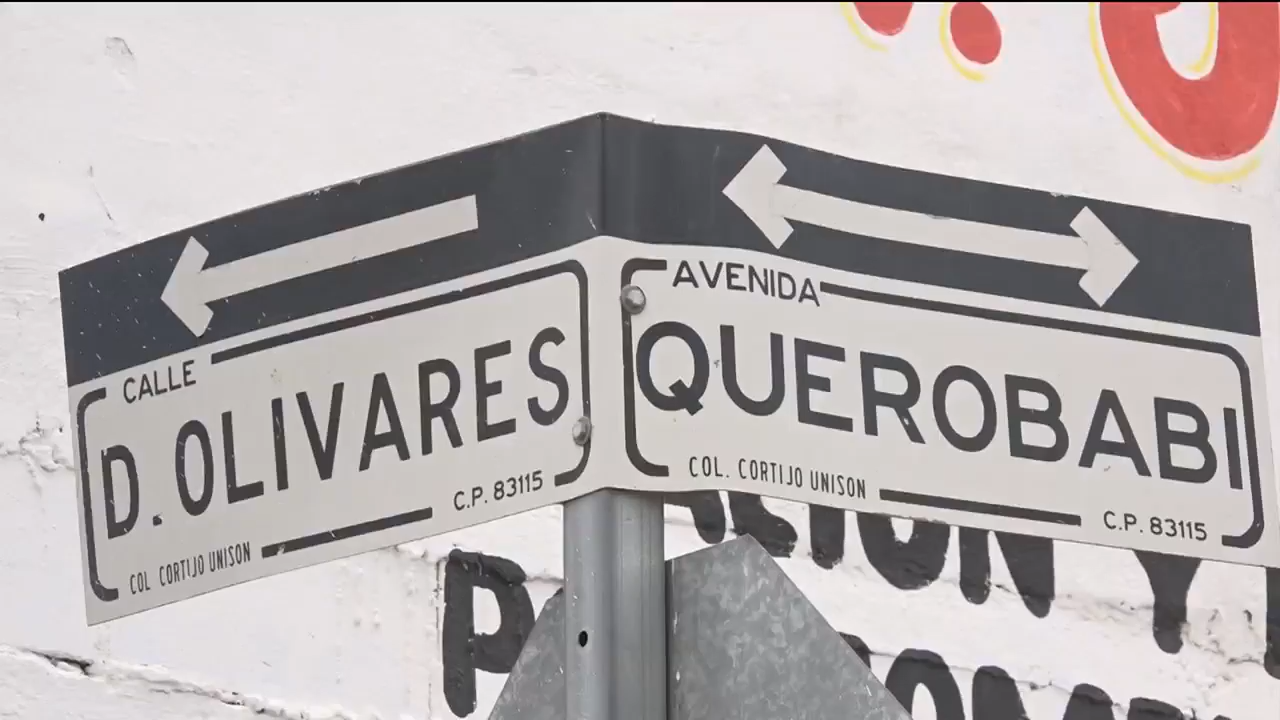 CALLE
D. OLIVARES
COL CORTIJO UNISON
C.P. 83115
AVENIDA
QUEROBABI
COL. CORTIJO UNISON
C.P. 83115